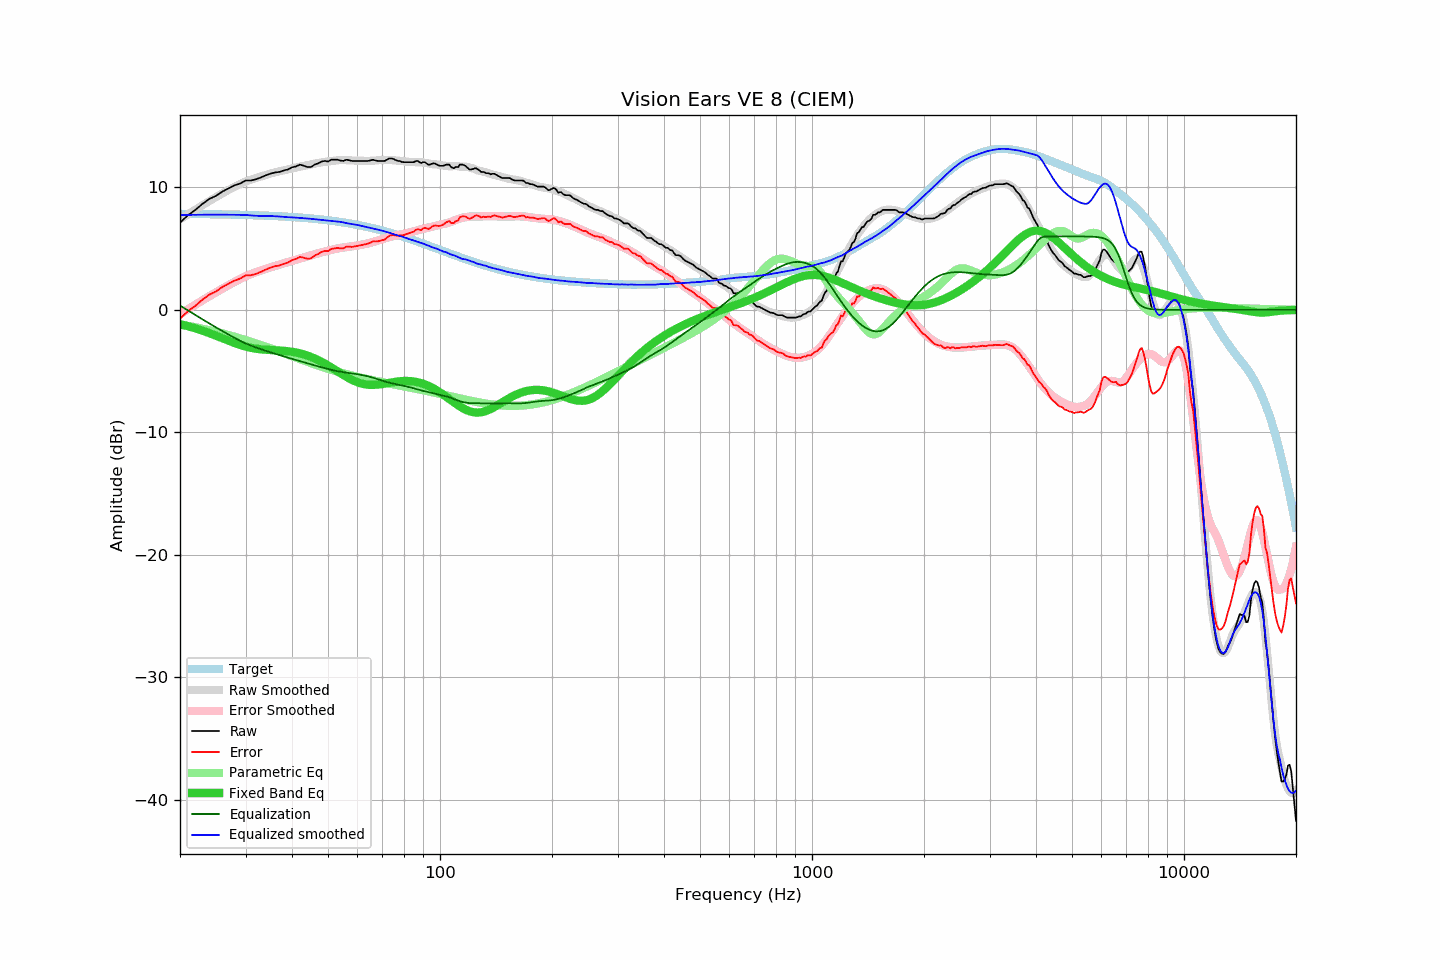 Vision Ears VE 8 (CIEM)
10
0
−10
−20
−30
−40
Amplitude (dBr)
Target
Raw Smoothed
Error Smoothed
Raw
Error
Parametric Eq
Fixed Band Eq
Equalization
Equalized smoothed
100
1000
10000
Frequency (Hz)